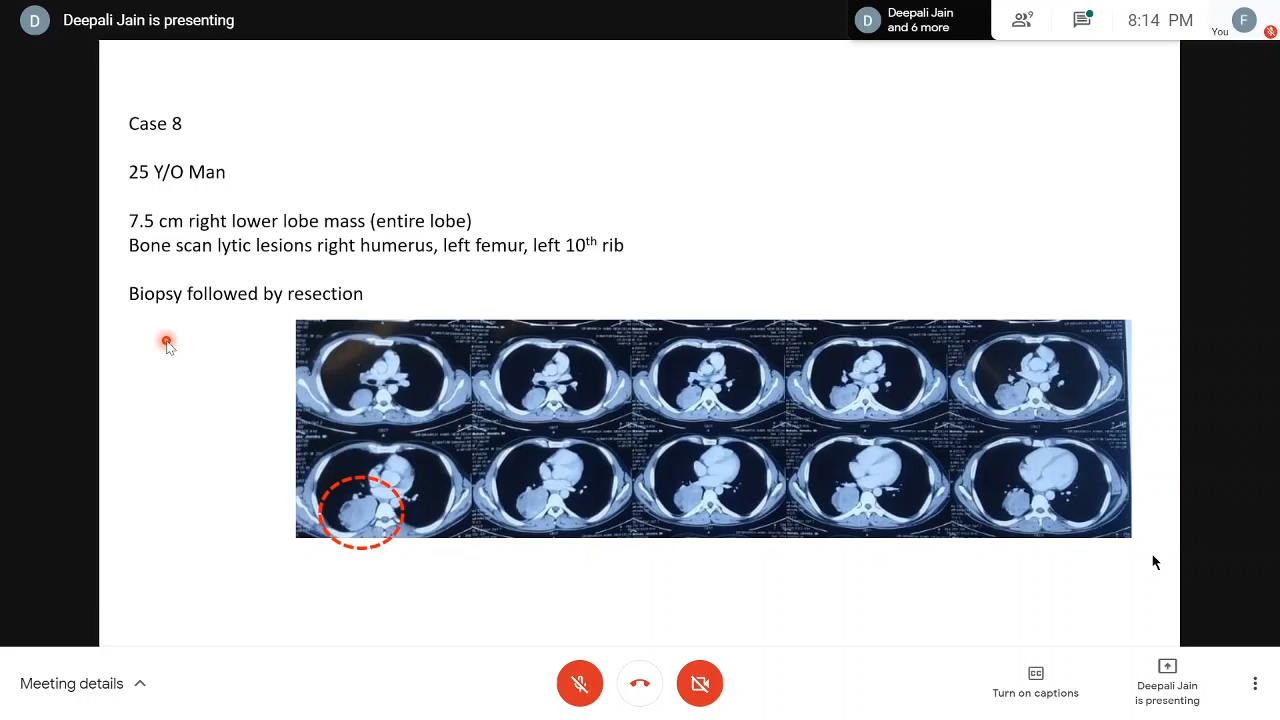 D Deepali Jain is presenting
D Deepali Jain
and 6 more
9
8:14 PM
You
F
Case 8
25 Y/O Man
7.5 cm right lower lobe mass (entire lobe)
Bone scan lytic lesions right humerus, left femur, left 10th rib
Biopsy followed by resection
Meeting details
Turn on captions
Deepali Jain
is presenting